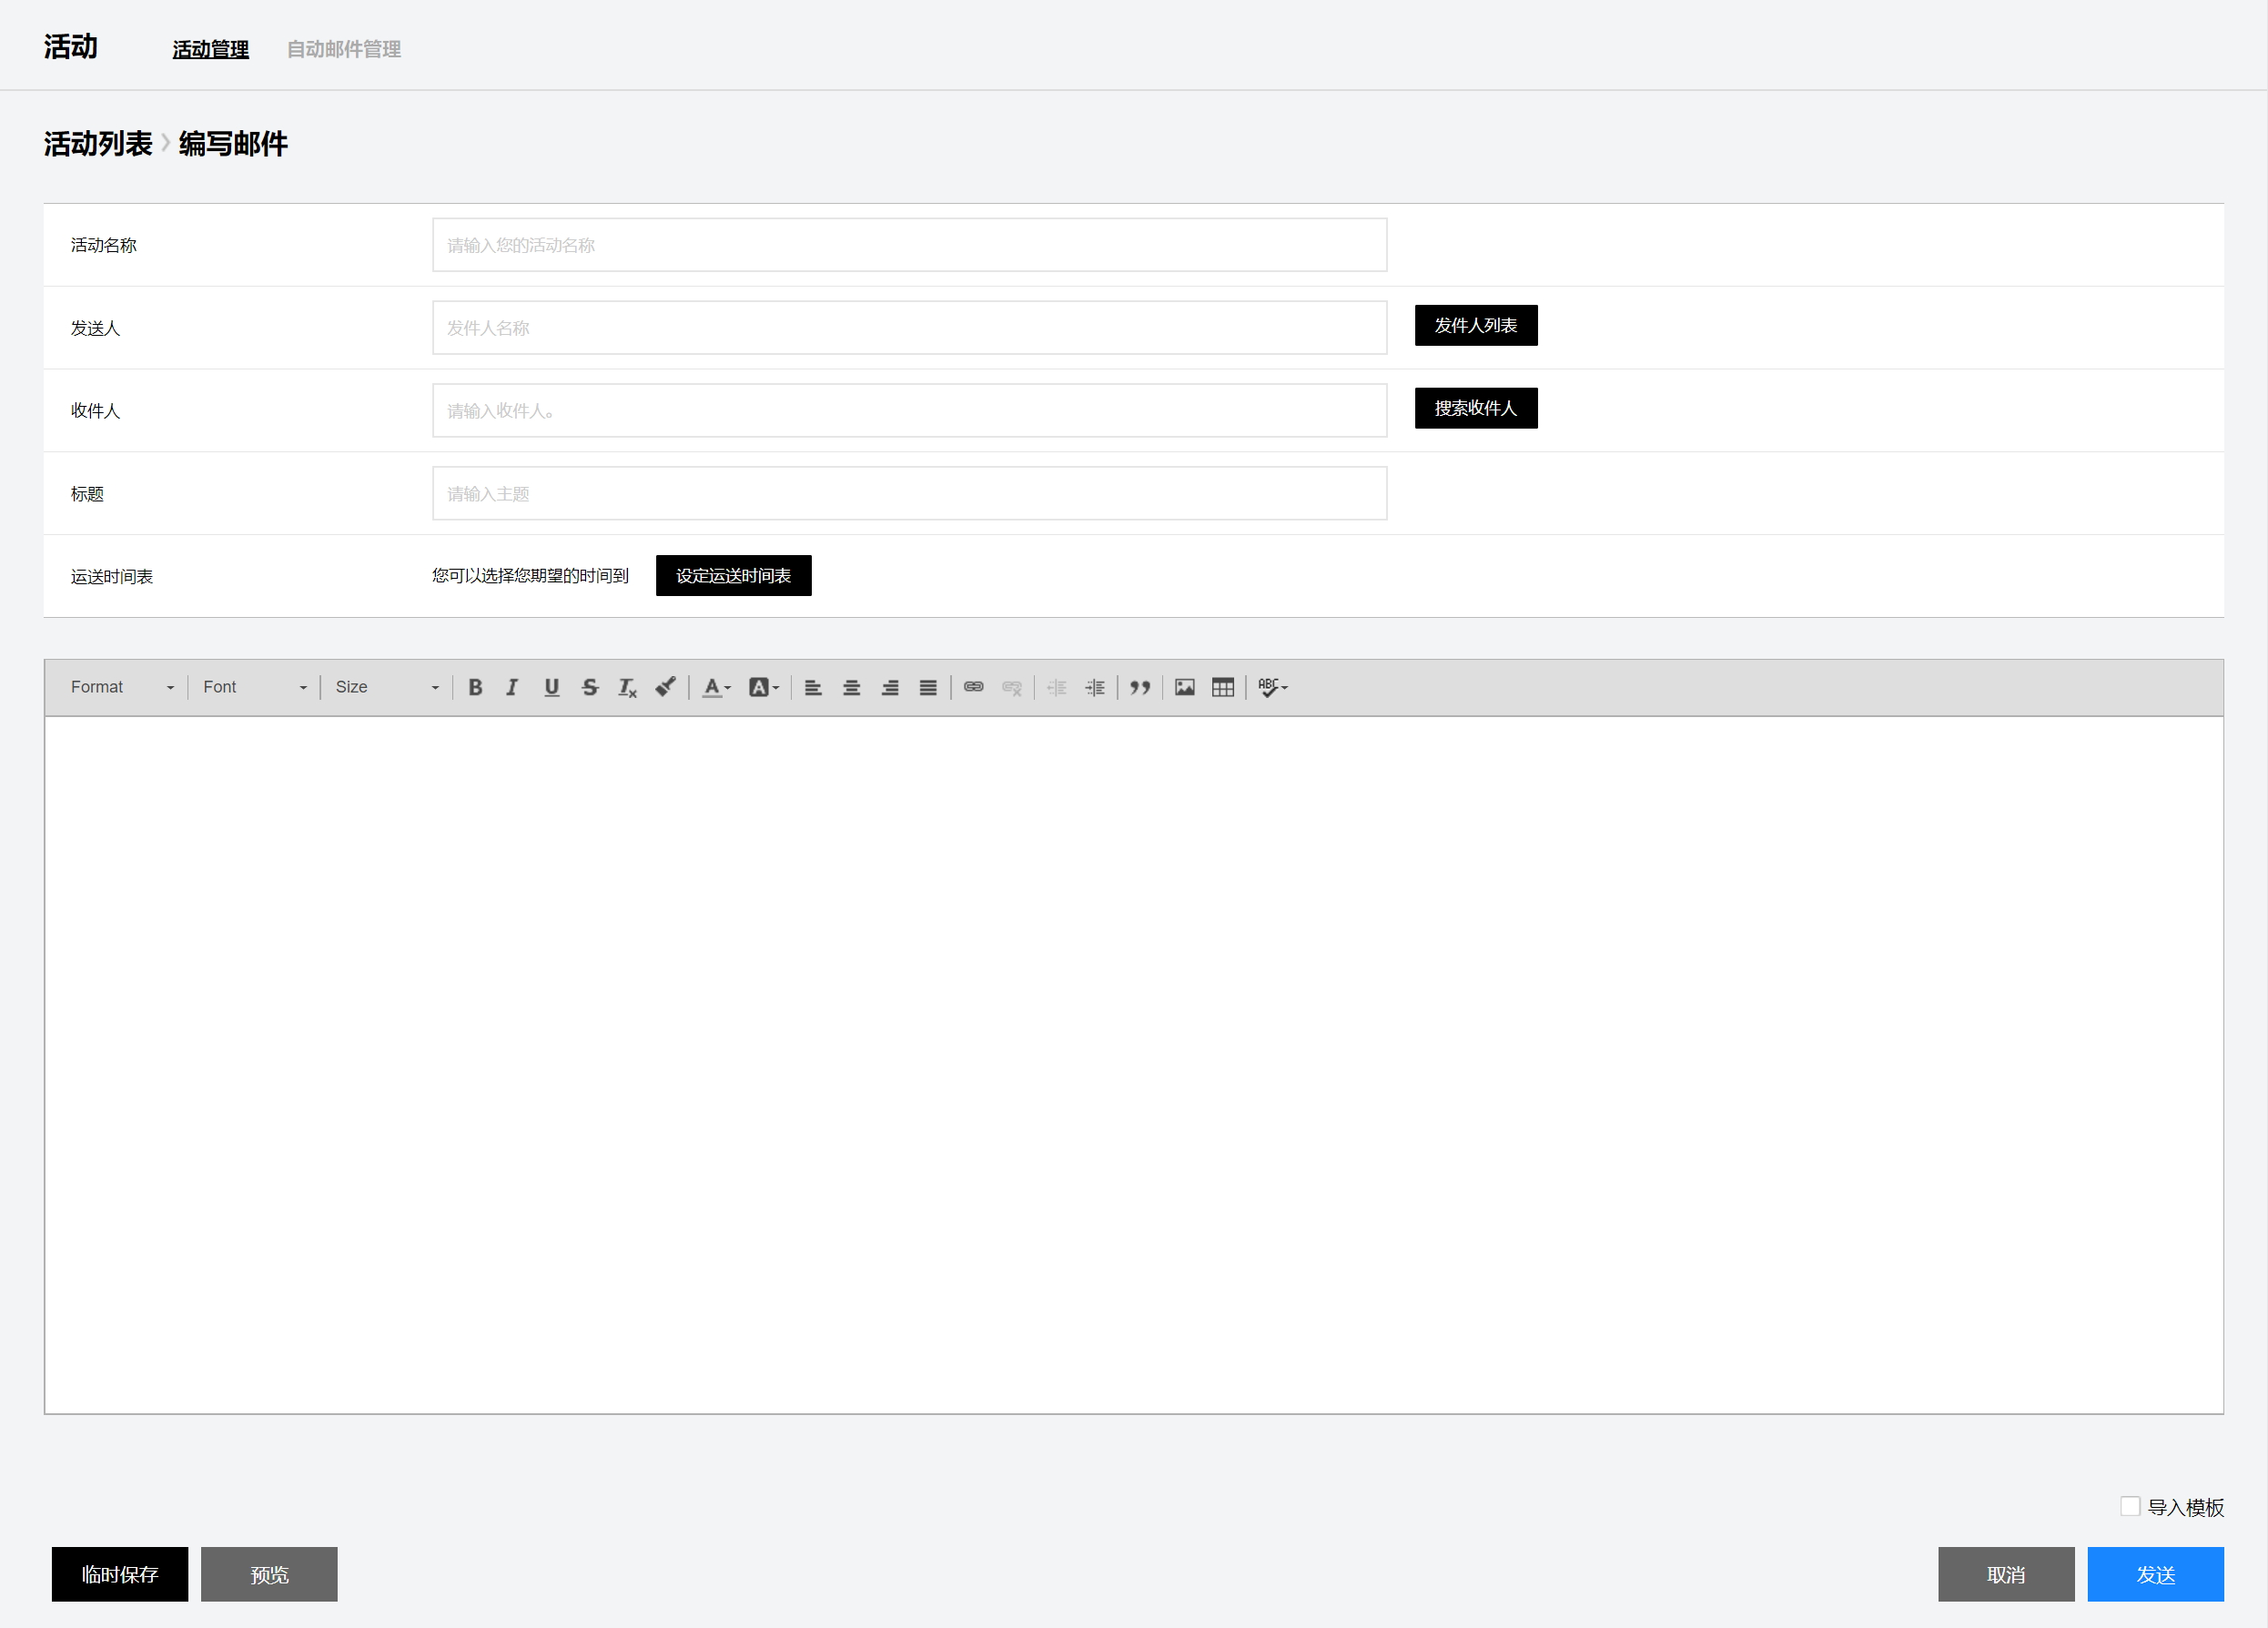 活动 活动管理 自动邮件管理
活动列表 › 编写邮件
活动名称 请输入您的活动名称
发送人 发件人名称 发件人列表
收件人 请输入收件人。 搜索收件人
标题 请输入主题
运送时间表 您可以选择您期望的时间到 设定运送时间表
Format Font Size
导入模板
临时保存 预览 取消 发送